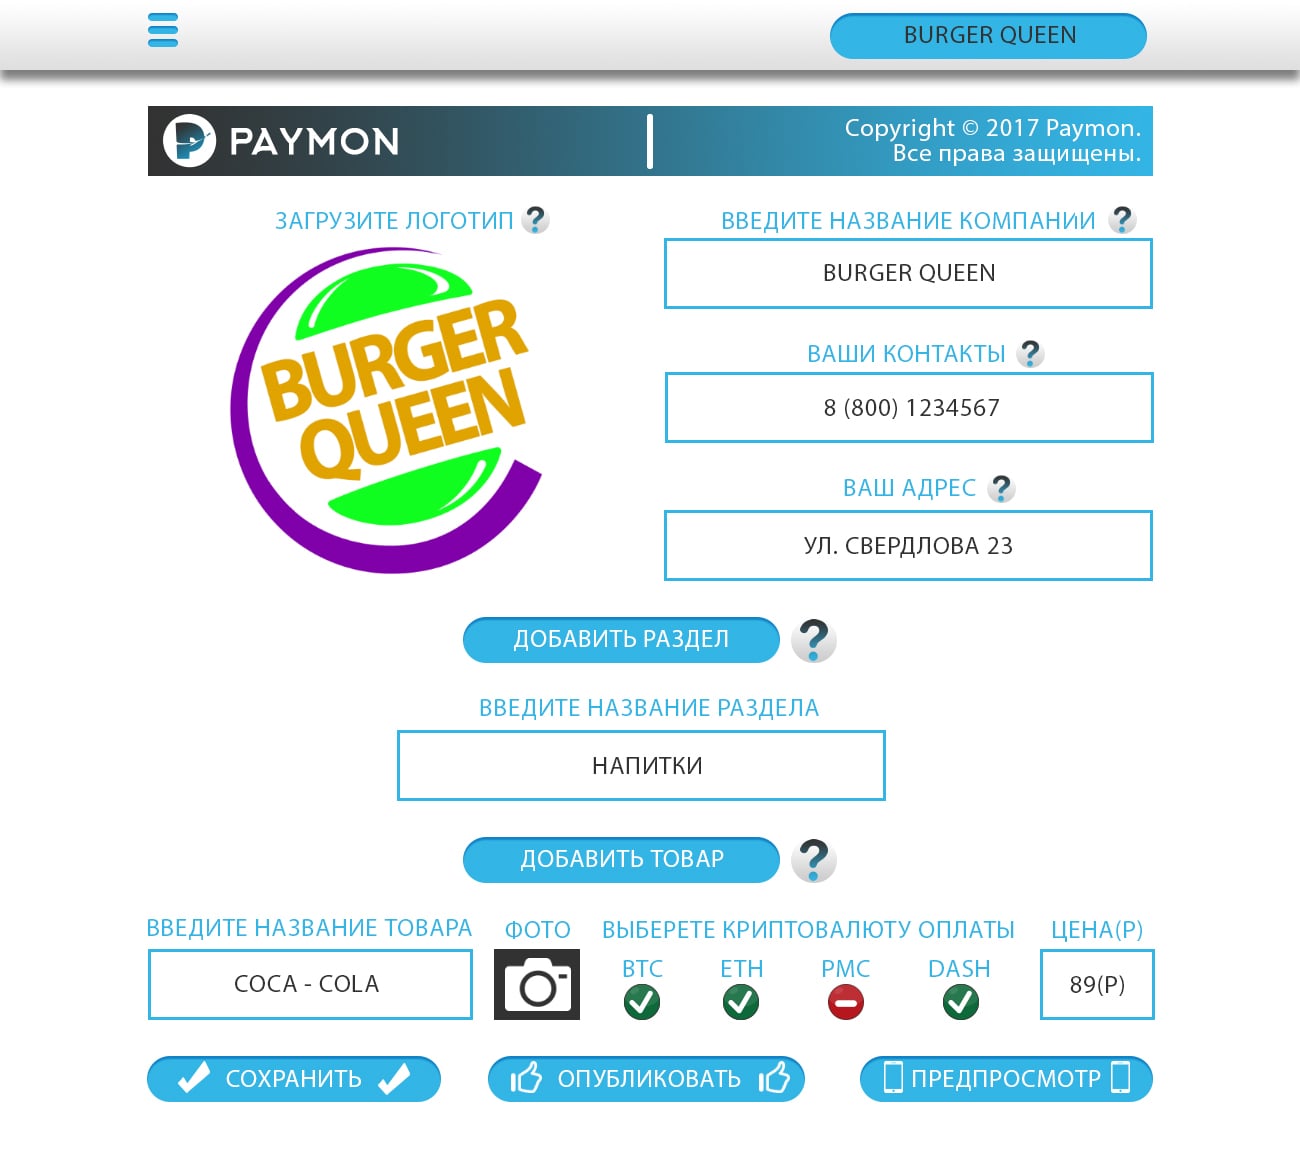 BURGER QUEEN
PAYMON
Copyright © 2017 Paymon.
Все права защищены.
ЗАГРУЗИТЕ ЛОГОТИП ?
BURGER
QUEEN
ВВЕДИТЕ НАЗВАНИЕ КОМПАНИИ ?
BURGER QUEEN
ВАШИ КОНТАКТЫ ?
8 (800) 1234567
ВАШ АДРЕС ?
УЛ. СВЕРДЛОВА 23
ДОБАВИТЬ РАЗДЕЛ ?
ВВЕДИТЕ НАЗВАНИЕ РАЗДЕЛА
НАПИТКИ
ДОБАВИТЬ ТОВАР ?
ВВЕДИТЕ НАЗВАНИЕ ТОВАРА
COCA - COLA
ФОТО
ВЫБЕРЕТЕ КРИПТОВАЛЮТУ ОПЛАТЫ
BTC ETH PMC DASH
ЦЕНА(Р)
89(Р)
СОХРАНИТЬ
ОПУБЛИКОВАТЬ
ПРЕДПРОСМОТР